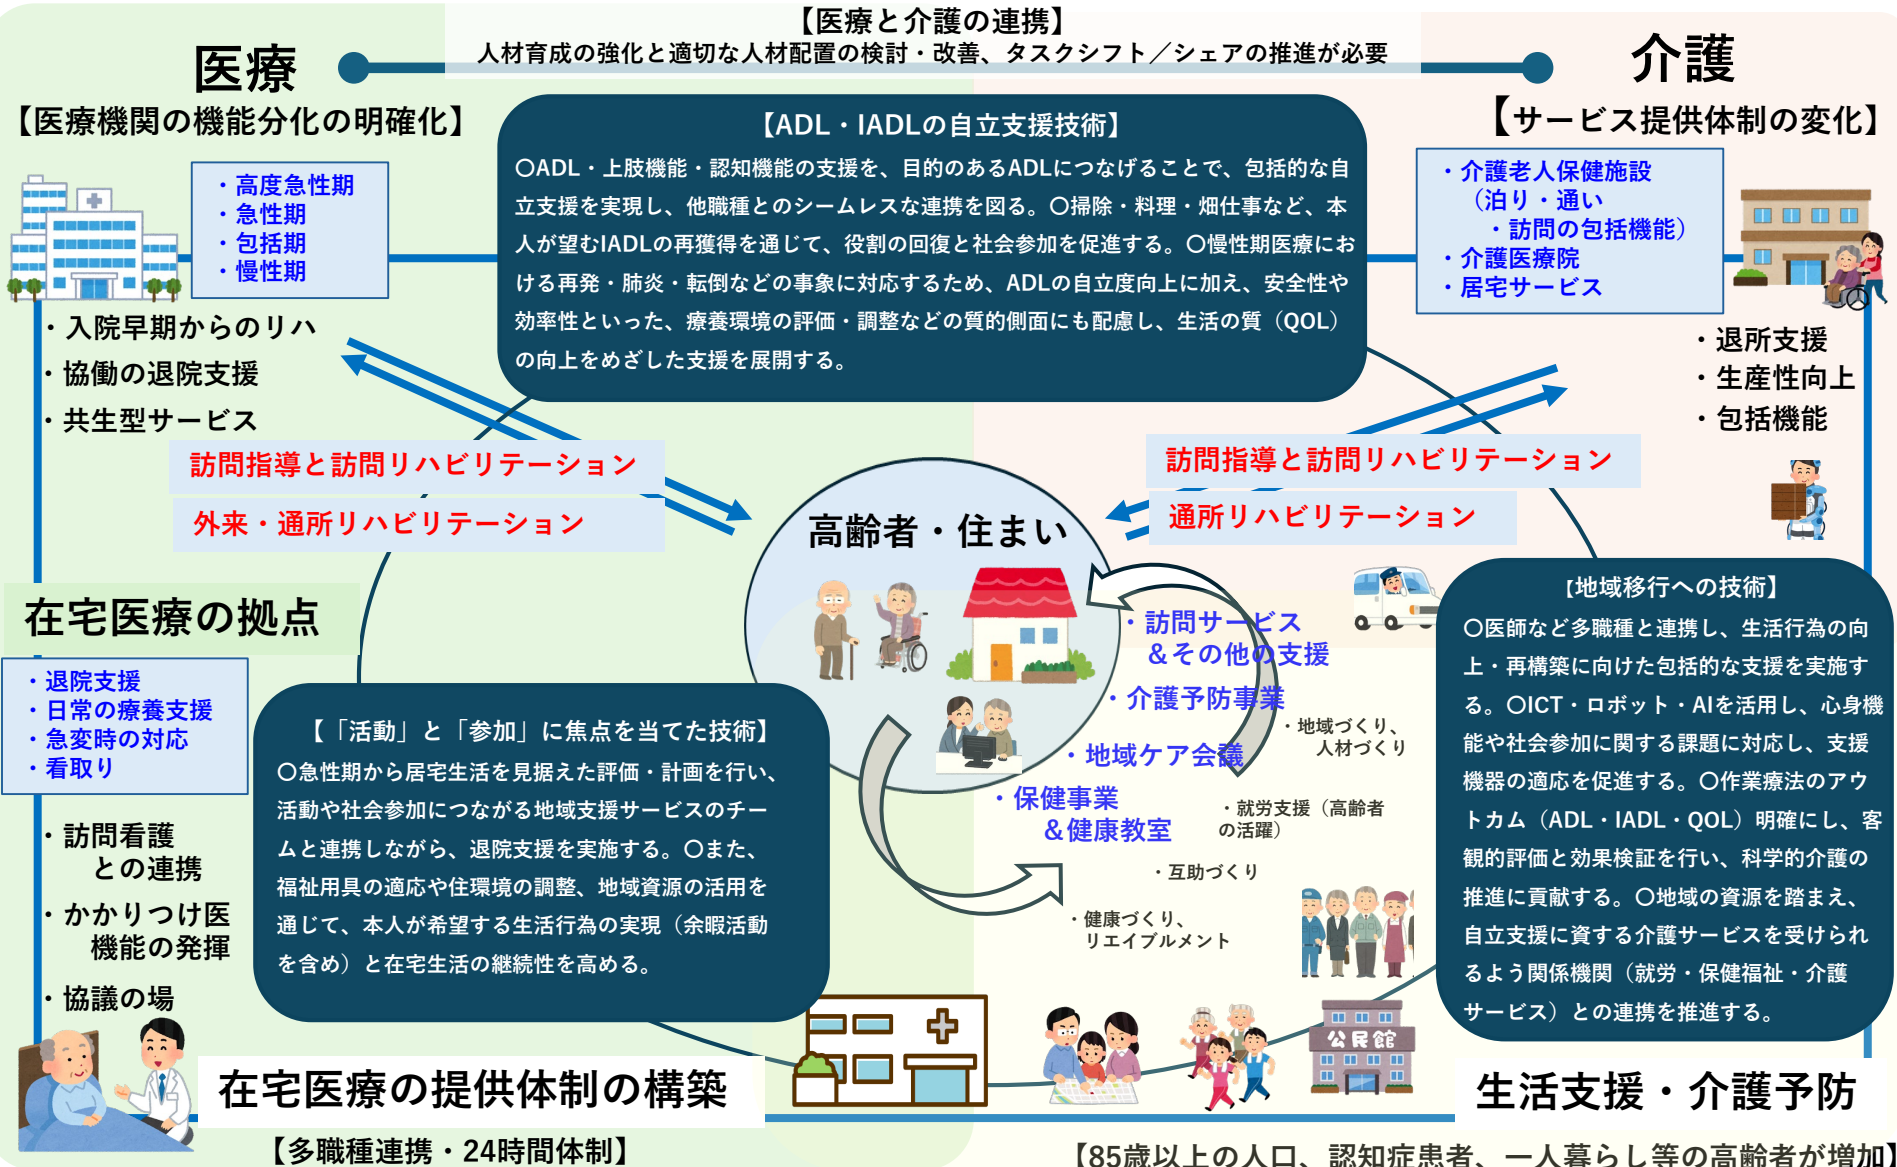 【医療と介護の連携】
人材育成の強化と適切な人材配置の検討・改善、タスクシフト／シェアの推進が必要
医療
【医療機関の機能分化の明確化】
・高度急性期
・急性期
・包括期
・慢性期
・入院早期からのリハ
・協働の退院支援
・共生型サービス
【ADL・IADLの自立支援技術】
〇ADL・上肢機能・認知機能の支援を、目的のあるADLにつなげることで、包括的な自
立支援を実現し、他職種とのシームレスな連携を図る。〇掃除・料理・畑仕事など、本
人が望むIADLの再獲得を通じて、役割の回復と社会参加を促進する。〇慢性期医療にお
ける再発・肺炎・転倒などの事象に対応するため、ADLの自立度向上に加え、安全性や
効率性といった、療養環境の評価・調整などの質的側面にも配慮し、生活の質（QOL）
の向上をめざした支援を展開する。
介護
【サービス提供体制の変化】
・介護老人保健施設
（泊り・通い
・訪問の包括機能）
・介護医療院
・居宅サービス
・退所支援
・生産性向上
・包括機能
訪問指導と訪問リハビリテーション
外来・通所リハビリテーション
訪問指導と訪問リハビリテーション
通所リハビリテーション
高齢者・住まい
・訪問サービス
＆その他の支援
・介護予防事業
・地域ケア会議
・保健事業
＆健康教室
・地域づくり、
人材づくり
・就労支援（高齢者
の活躍）
・互助づくり
・健康づくり、
リエイブルメント
在宅医療の拠点
・退院支援
・日常の療養支援
・急変時の対応
・看取り
・訪問看護
との連携
・かかりつけ医
機能の発揮
・協議の場
【「活動」と「参加」に焦点を当てた技術】
〇急性期から居宅生活を見据えた評価・計画を行い、
活動や社会参加につながる地域支援サービスのチー
ムと連携しながら、退院支援を実施する。〇また、
福祉用具の適応や住環境の調整、地域資源の活用を
通じて、本人が希望する生活行為の実現（余暇活動
を含め）と在宅生活の継続性を高める。
【地域移行への技術】
〇医師など多職種と連携し、生活行為の向
上・再構築に向けた包括的な支援を実施す
る。〇ICT・ロボット・AIを活用し、心身機
能や社会参加に関する課題に対応し、支援
機器の適応を促進する。〇作業療法のアウ
トカム（ADL・IADL・QOL）明確にし、客
観的評価と効果検証を行い、科学的介護の
推進に貢献する。〇地域の資源を踏まえ、
自立支援に資する介護サービスを受けられ
るよう関係機関（就労・保健福祉・介護
サービス）との連携を推進する。
公民館
在宅医療の提供体制の構築
【多職種連携・24時間体制】
生活支援・介護予防
【85歳以上の人口、認知症患者、一人暮らし等の高齢者が増加】